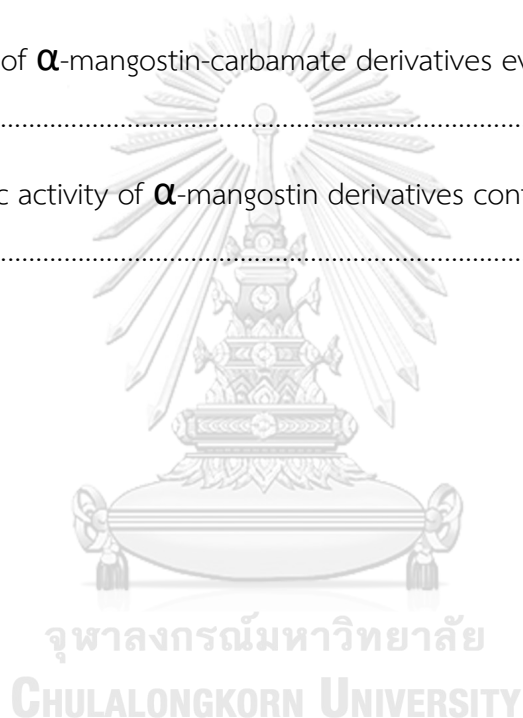 of α-mangostin-carbamate derivatives ev
........................................................................
c activity of α-mangostin derivatives cont
........................................................................
จุฬาลงกรณ์มหาวิทยาลัย
CHULALONGKORN UNIVERSITY